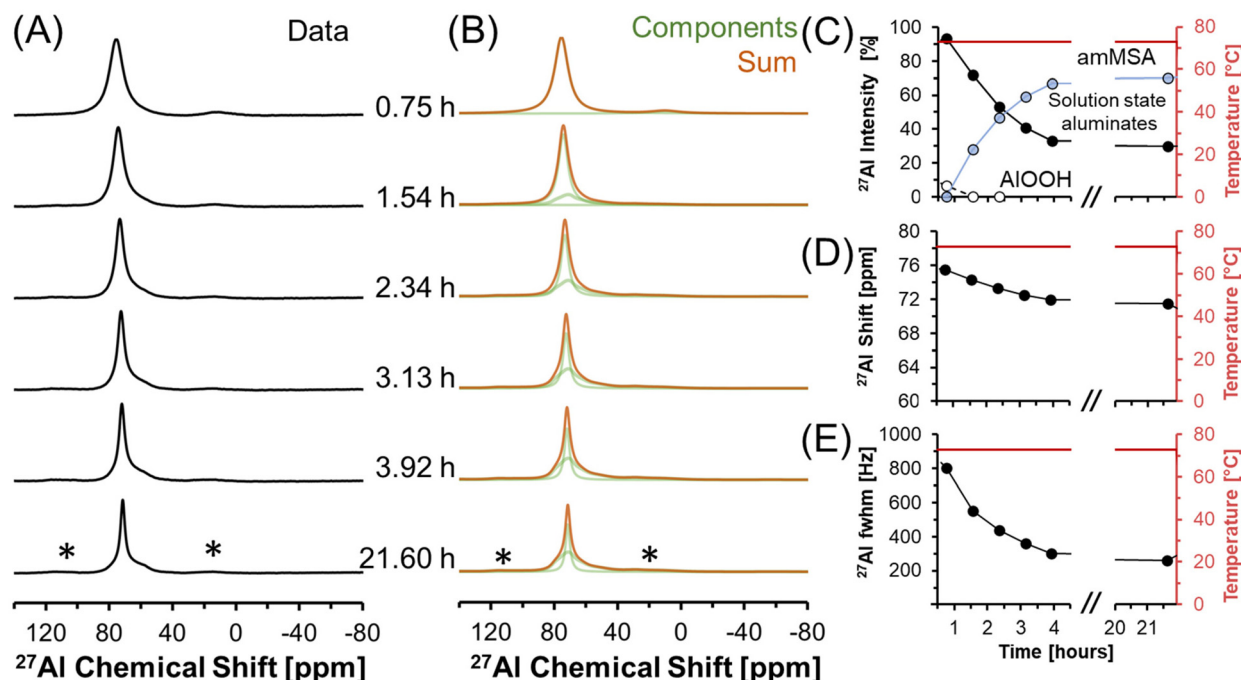 (A)
Data
(B)
Components
Sum
0.75 h
1.54 h
2.34 h
3.13 h
3.92 h
21.60 h
*
*
*
*
120 80 40 0 -40 -80
²⁷Al Chemical Shift [ppm]
120 80 40 0 -40 -80
²⁷Al Chemical Shift [ppm]
(C)
100
80
60
40
20
0
²⁷Al Intensity [%]
amMSA
Solution state
aluminates
AlOOH
//
80
60
40
20
0
Temperature [°C]
(D)
80
76
72
68
64
60
²⁷Al Shift [ppm]
//
80
60
40
20
0
Temperature [°C]
(E)
1000
800
600
400
200
²⁷Al fwhm [Hz]
//
80
60
40
20
0
Temperature [°C]
1 2 3 4 20 21
Time [hours]